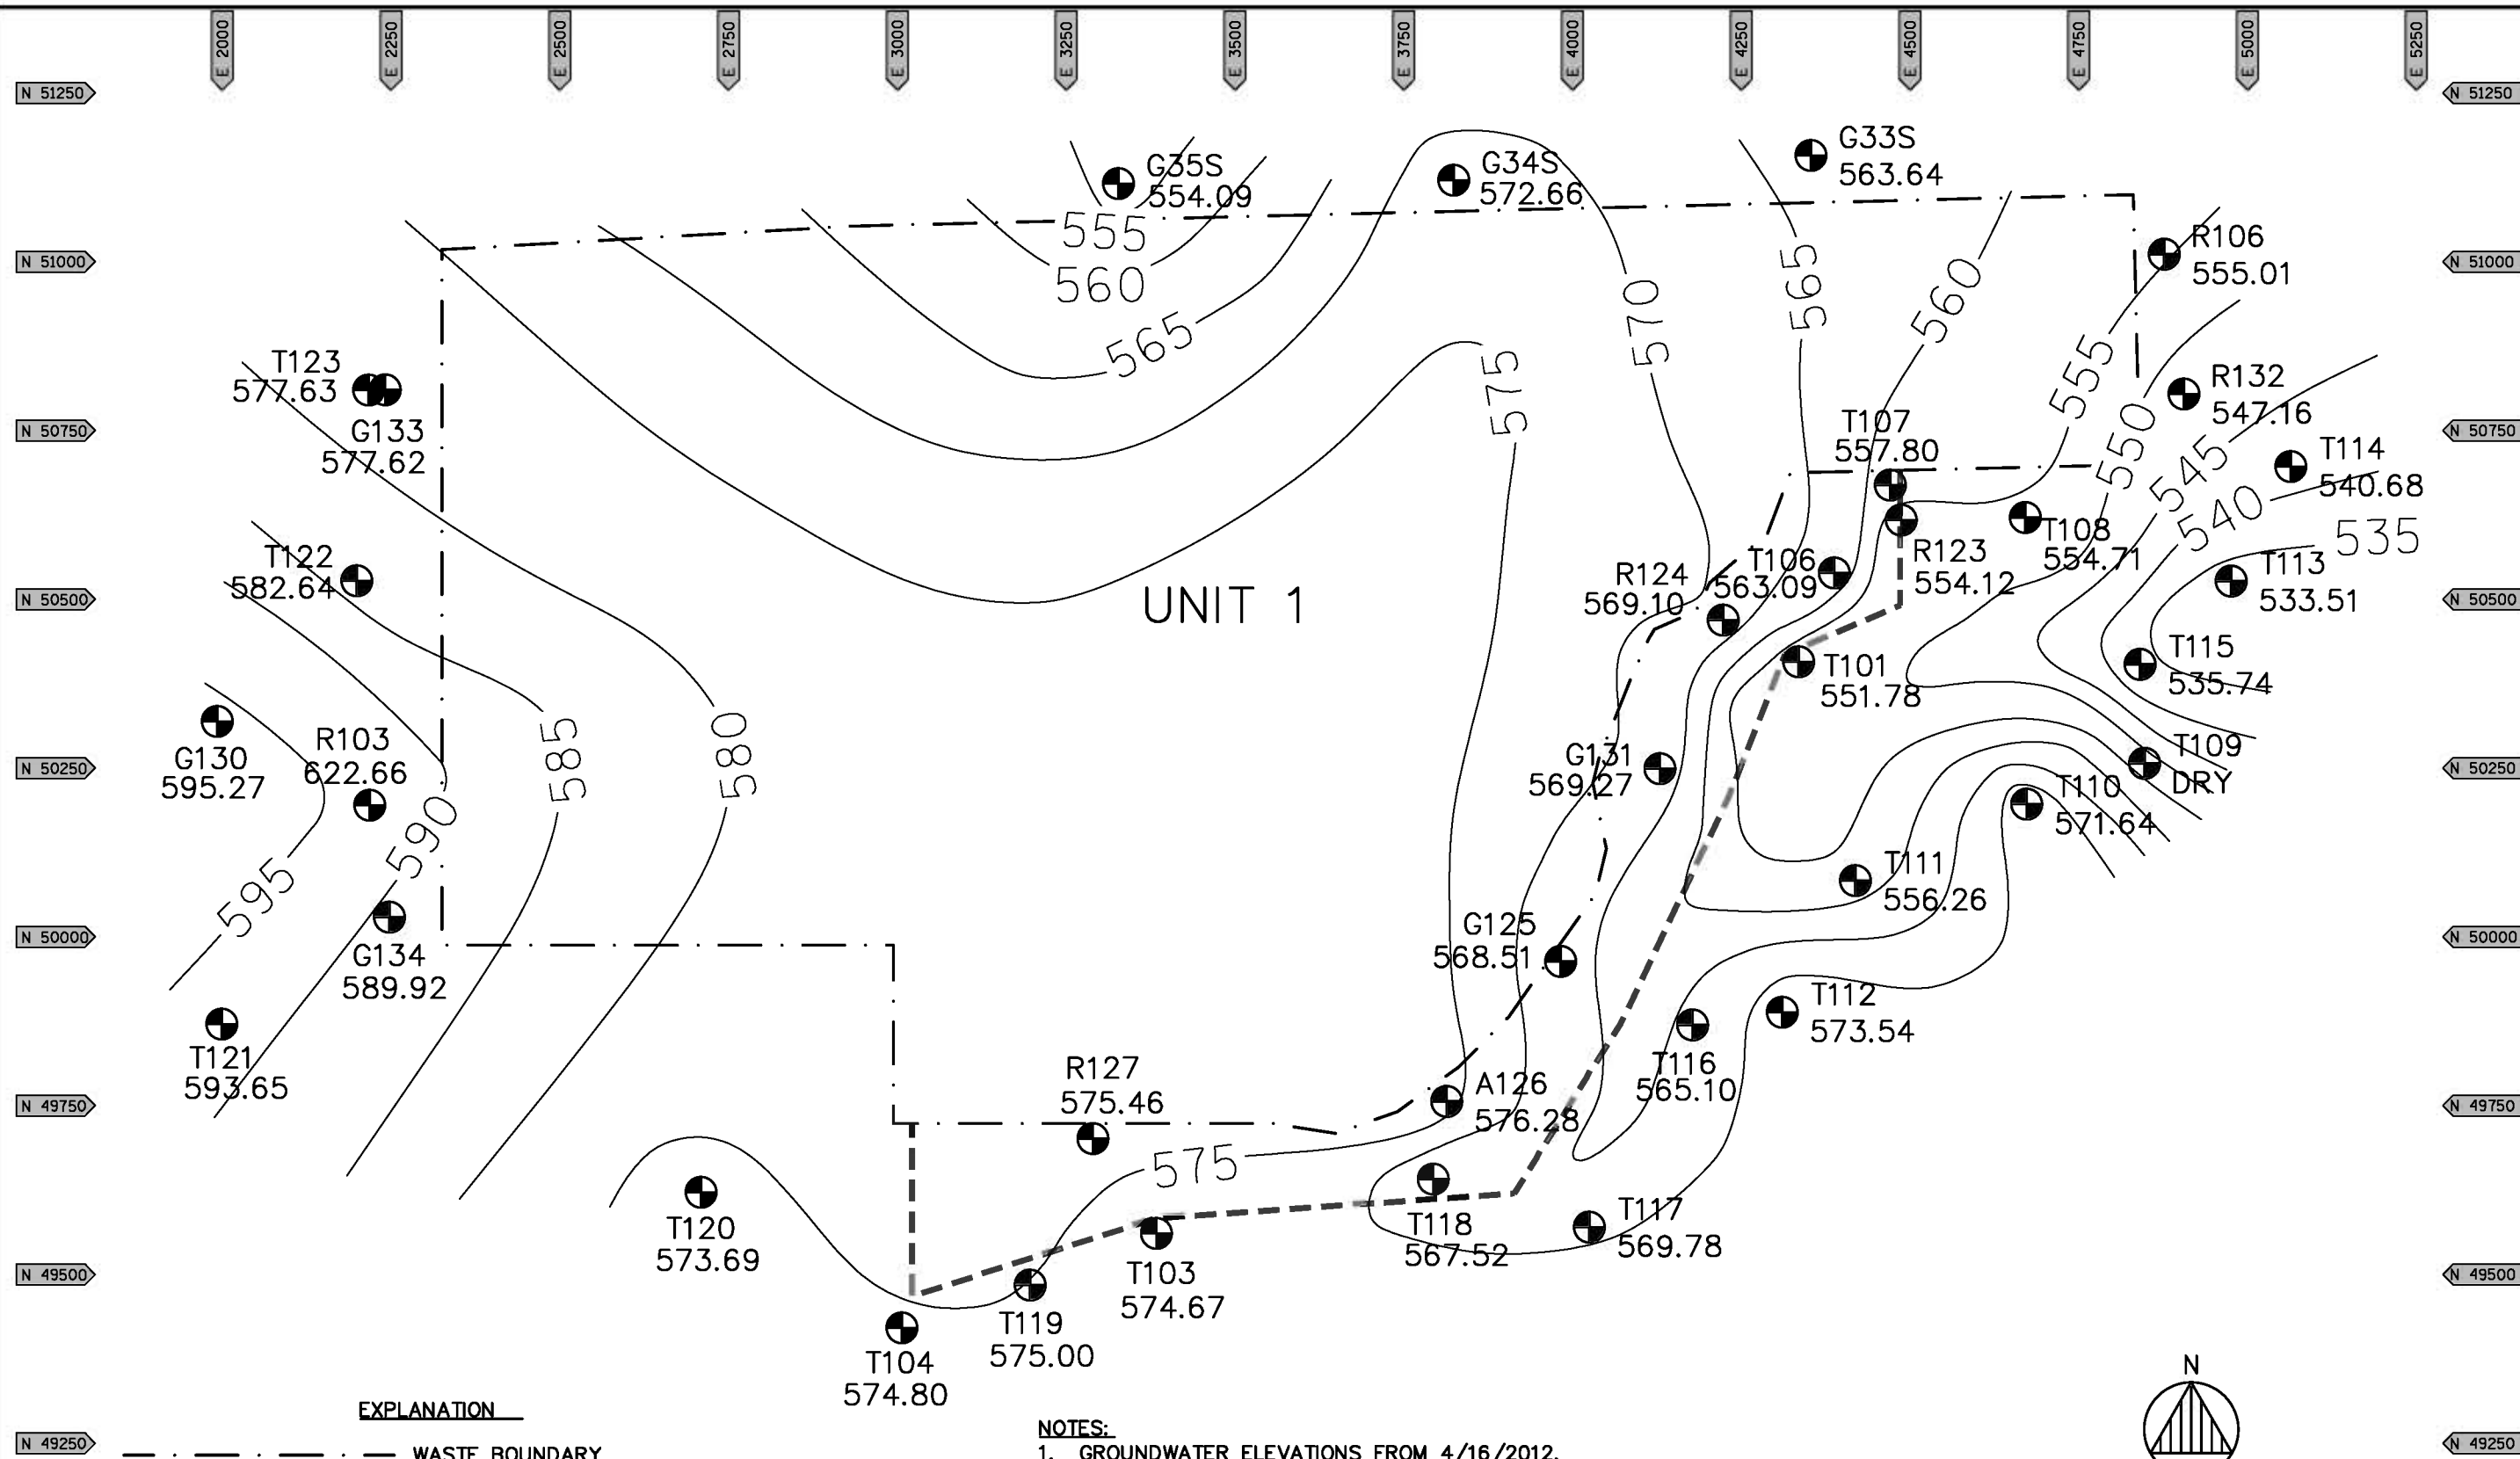 E 2000
E 2250
E 2500
E 2750
E 3000
E 3250
E 3500
E 3750
E 4000
E 4250
E 4500
E 4750
E 5000
E 5250
N 51250
N 51250
G33S
563.64
G35S
554.09
G34S
572.66
555
R106
555.01
N 51000
N 51000
560
565
570
560
565
T123
577.63
575
555
R132
547.16
G133
577.62
T107
557.80
550
N 50750
N 50750
545
T114
540.68
540
535
T108
554.71
R123
554.12
T122
582.64
T106
563.09
R124
569.10
T113
533.51
N 50500
UNIT 1
N 50500
T101
551.78
T115
535.74
585
580
G130
595.27
R103
622.66
G131
569.27
T109
DRY
N 50250
N 50250
T110
571.64
590
595
T111
556.26
G125
568.51
N 50000
N 50000
G134
589.92
T112
573.54
T121
593.65
R127
575.46
T116
565.10
A126
576.28
N 49750
N 49750
575
T120
573.69
T118
567.52
T117
569.78
N 49500
N 49500
T103
574.67
T119
575.00
T104
574.80
N
EXPLANATION
WASTE BOUNDARY
NOTES:
1. GROUNDWATER ELEVATIONS FROM 4/16/2012.
N 49250
N 49250